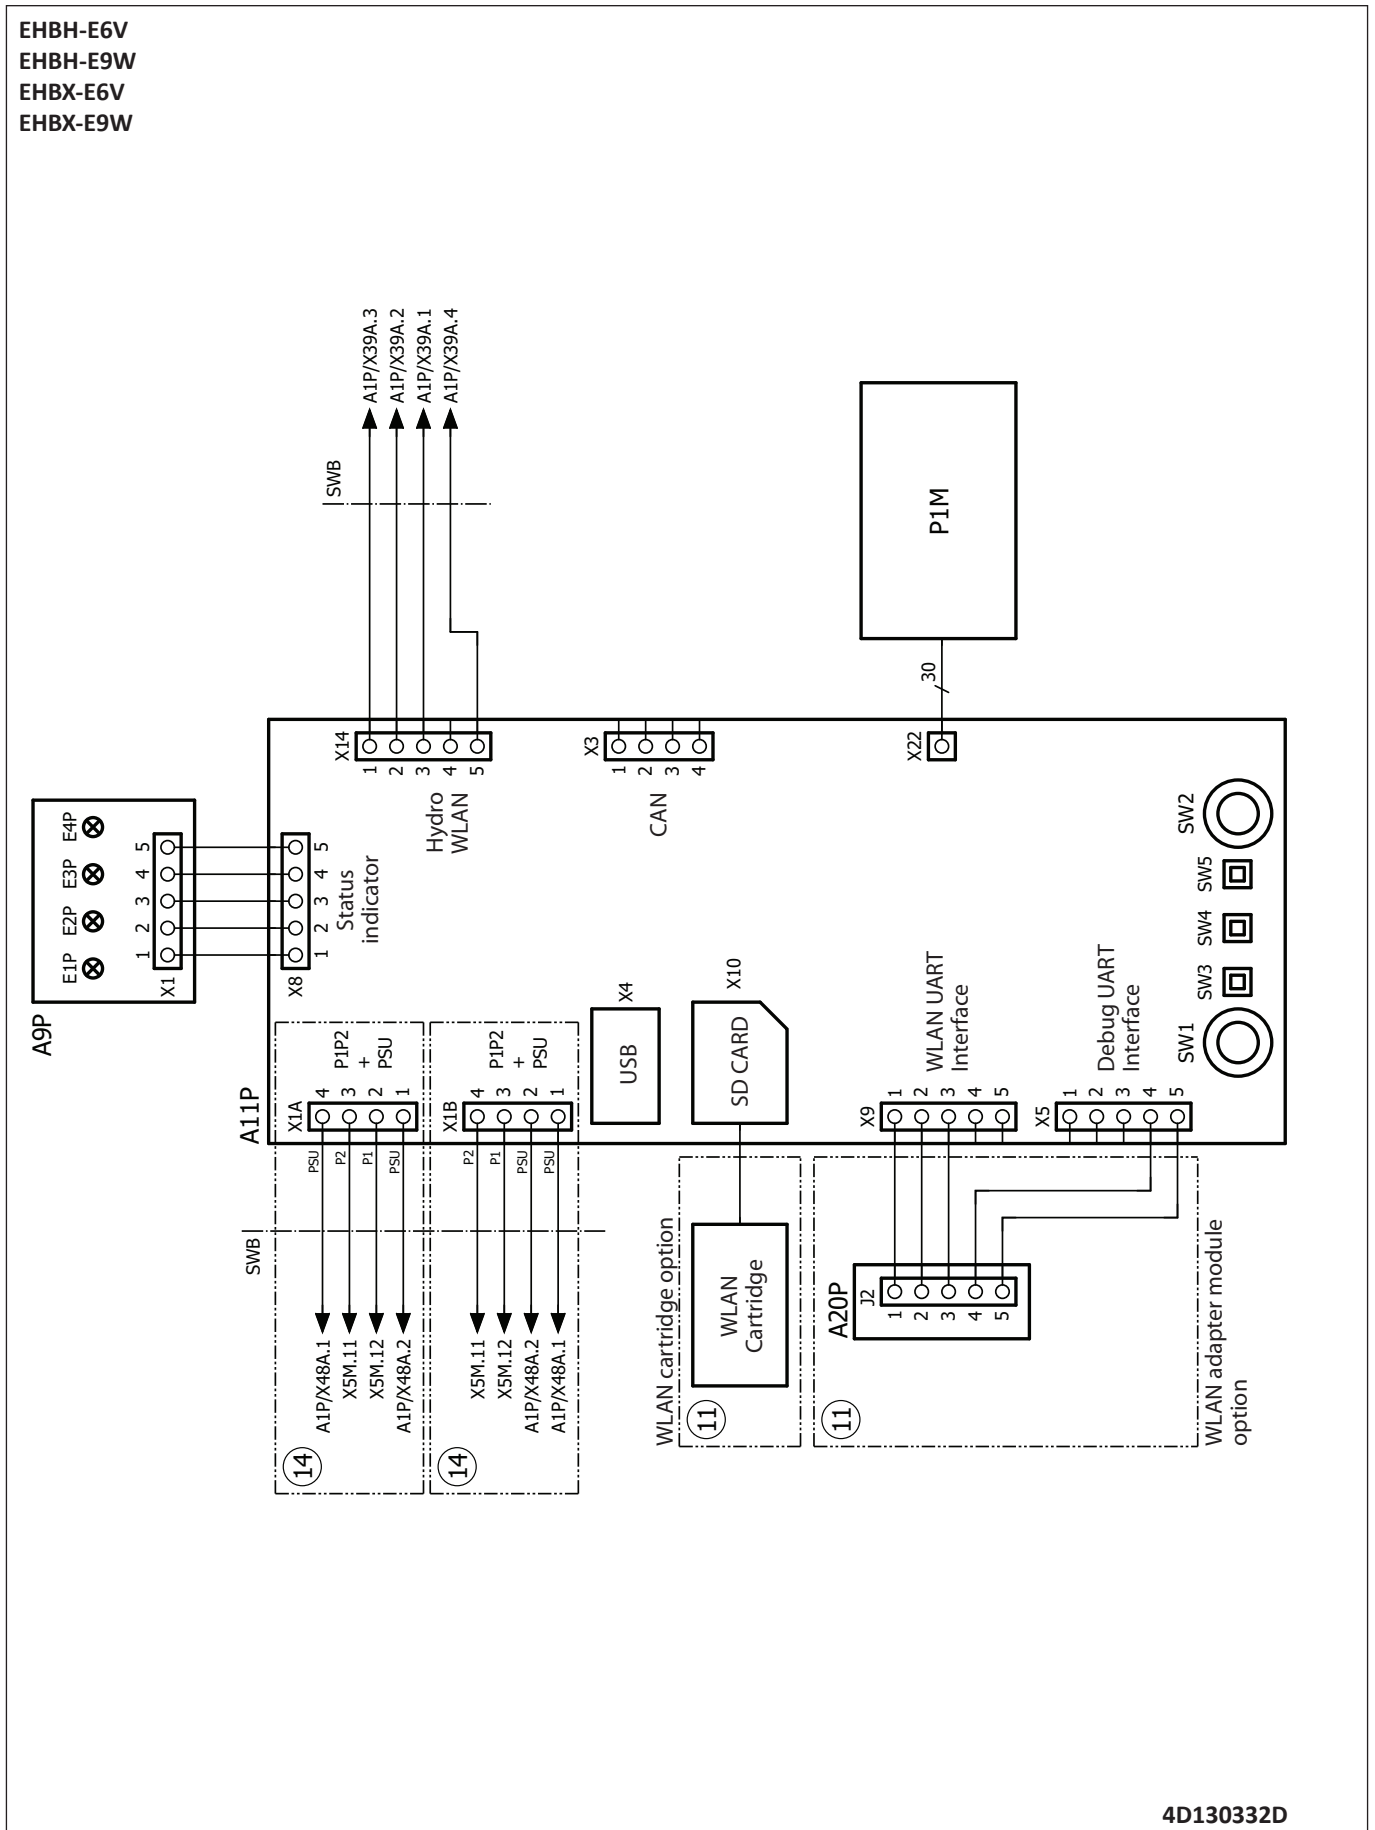 EHBH-E6V
EHBH-E9W
EHBX-E6V
EHBX-E9W
A9P
E1P E2P E3P E4P
X1
1 2 3 4 5
X8
1 2 3 4 5
Status
indicator
A11P
X14
1 2 3 4 5
Hydro
WLAN
SWB
A1P/X39A.3
A1P/X39A.2
A1P/X39A.1
A1P/X39A.4
X3
1 2 3 4
CAN
X22
30
P1M
X1A
4 3 2 1
P1P2
+
PSU
PSU
P2
P1
PSU
SWB
A1P/X48A.1
X5M.11
X5M.12
A1P/X48A.2
14
X1B
4 3 2 1
P1P2
+
PSU
P2
P1
PSU
PSU
X5M.11
X5M.12
A1P/X48A.2
A1P/X48A.1
14
USB
X4
SD CARD
X10
WLAN cartridge option
WLAN
Cartridge
11
X9
1 2 3 4 5
WLAN UART
Interface
X5
1 2 3 4 5
Debug UART
Interface
A20P
J2
1 2 3 4 5
11
WLAN adapter module
option
SW1
SW3
SW4
SW5
SW2
4D130332D